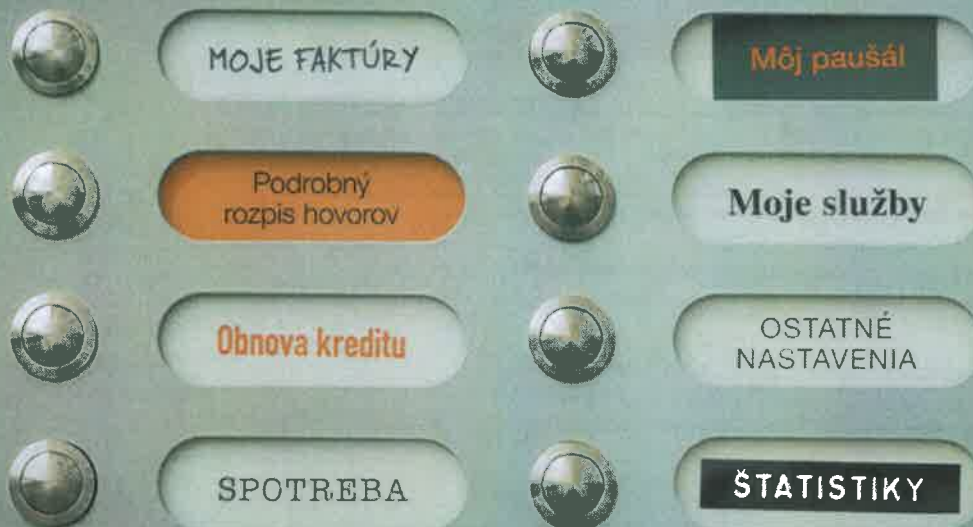 MOJE FAKTÚRY
Môj paušál
Podrobný
rozpis hovorov
Moje služby
Obnova kreditu
OSTATNÉ
NASTAVENIA
SPOTREBA
ŠTATISTIKY